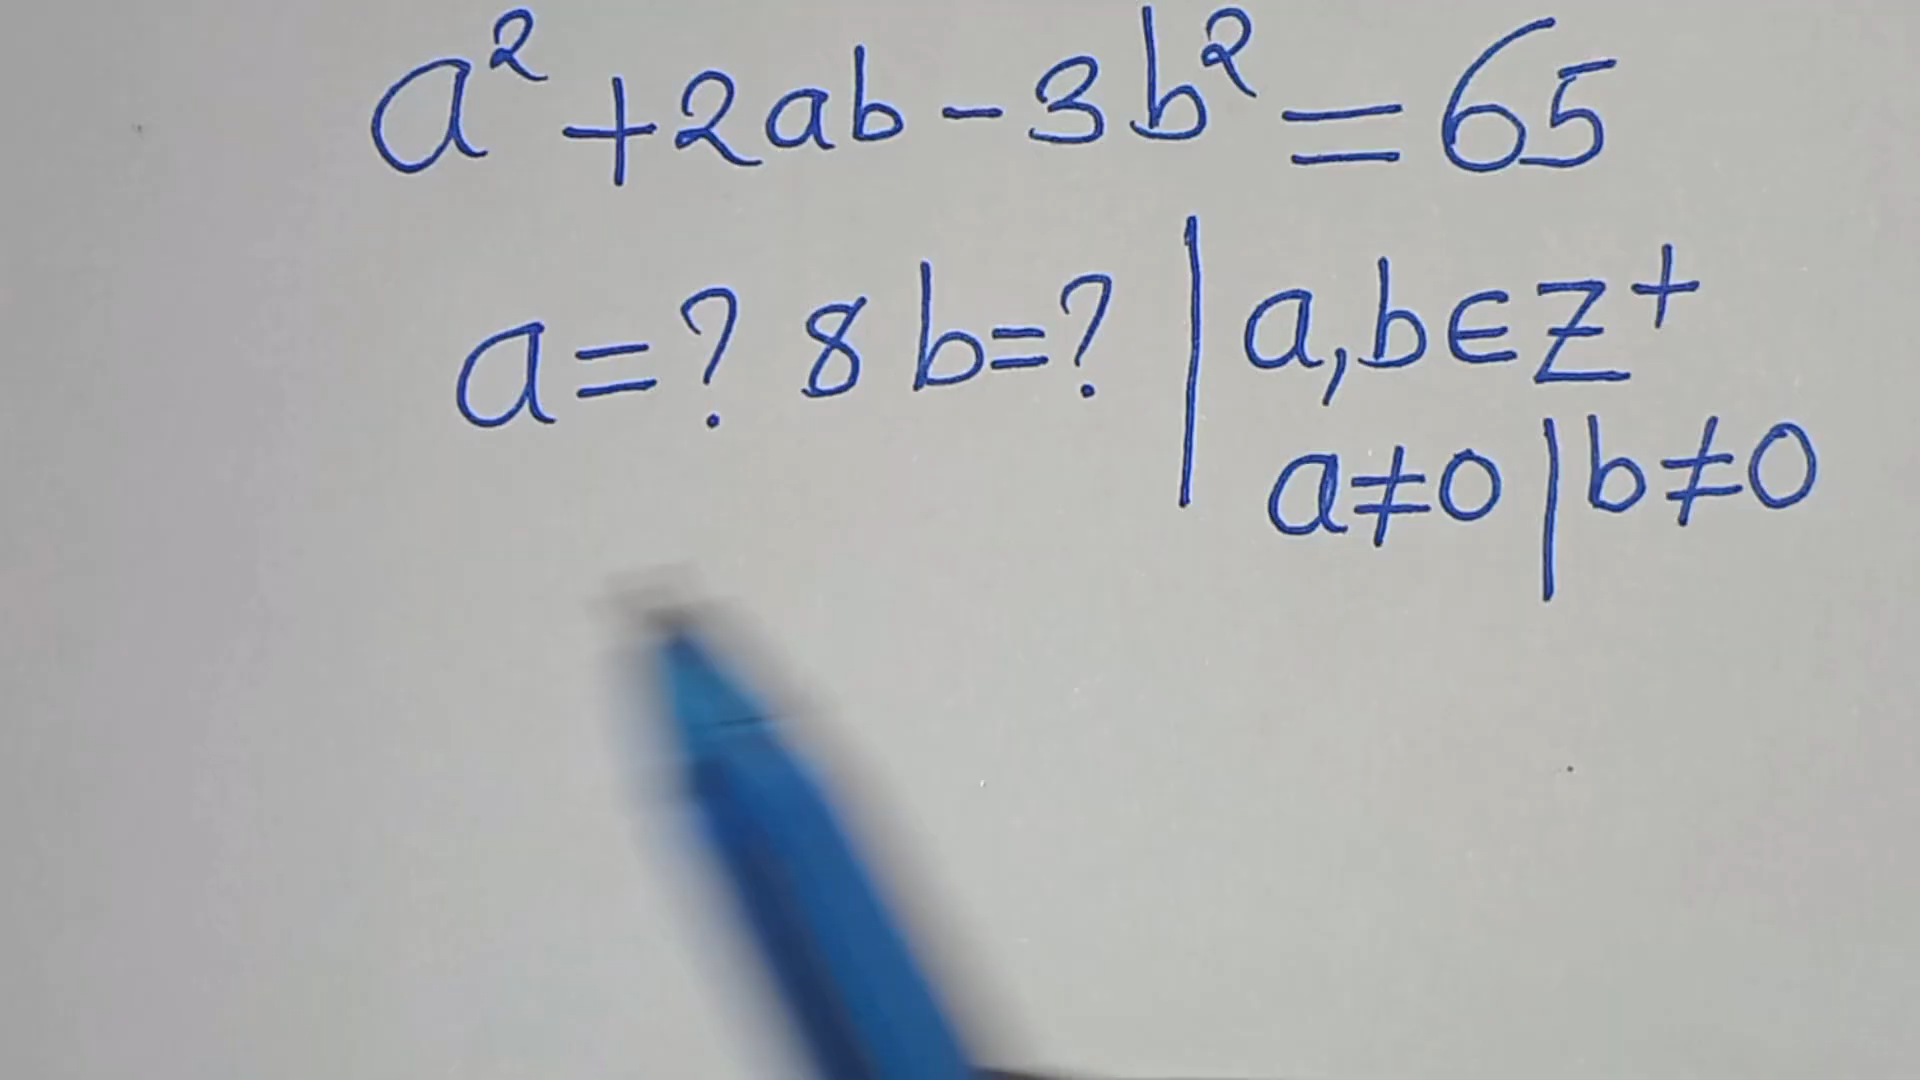 a² + 2ab - 3b² = 65
a = ? & b = ? | a, b ∈ Z⁺
a ≠ 0 | b ≠ 0